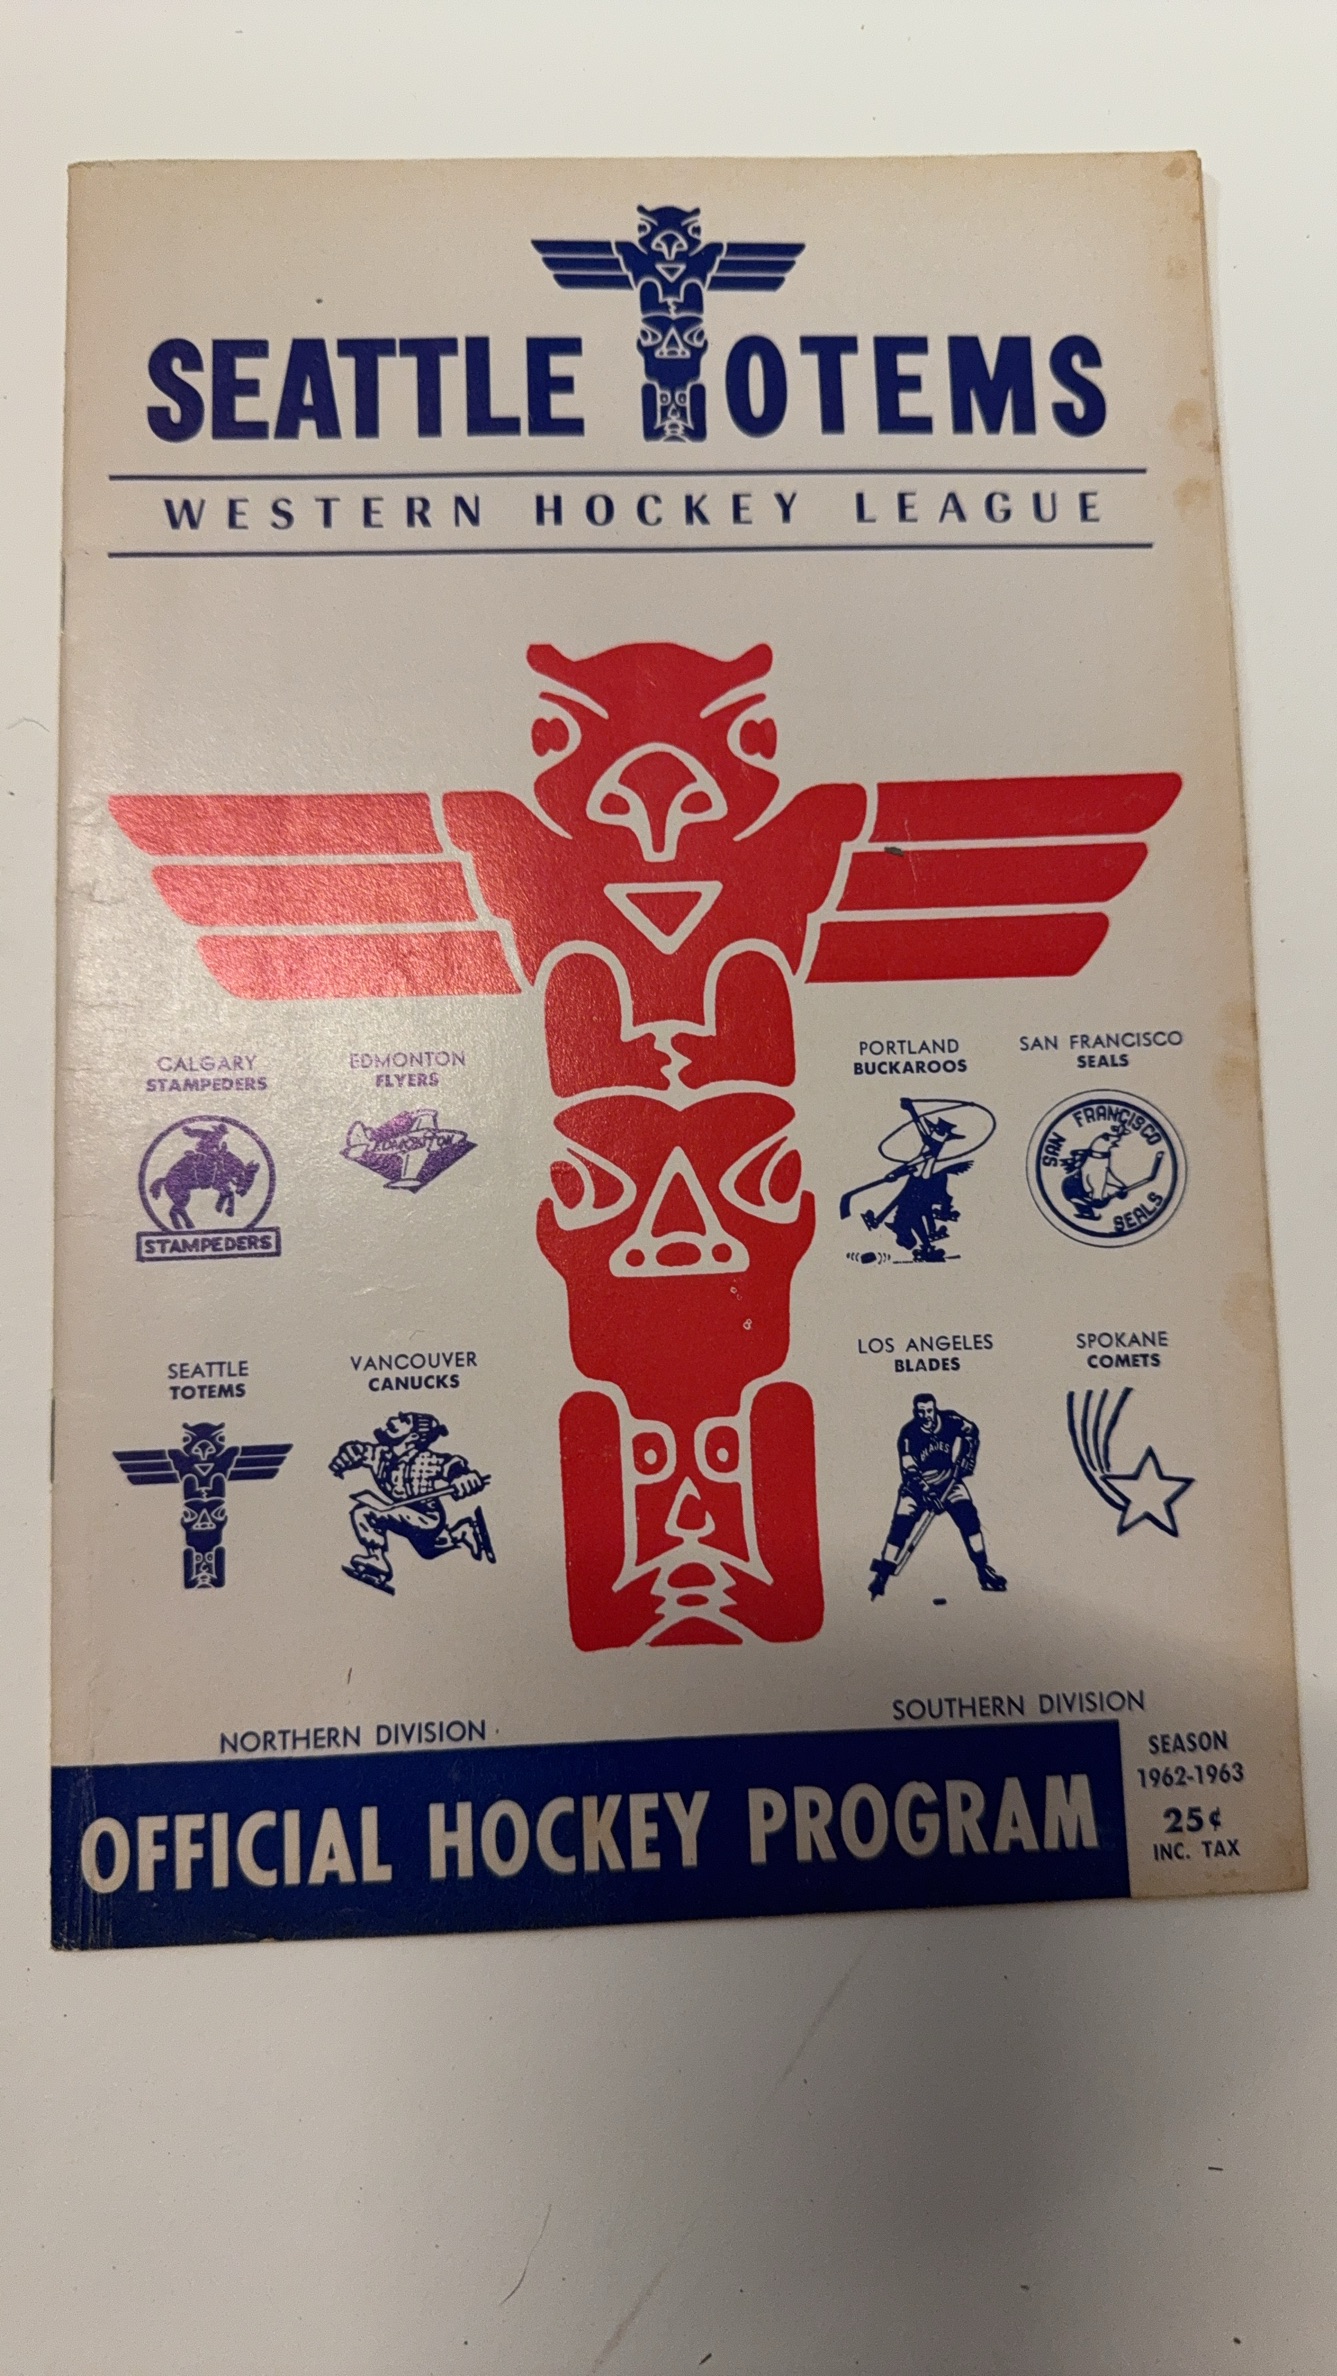 SEATTLE TOTEMS
WESTERN HOCKEY LEAGUE
CALGARY
STAMPEDERS
STAMPEDERS
EDMONTON
FLYERS
EDMONTON
PORTLAND
BUCKAROOS
SAN FRANCISCO
SEALS
SAN FRANCISCO
SEALS
SEATTLE
TOTEMS
VANCOUVER
CANUCKS
LOS ANGELES
BLADES
BLADES
SPOKANE
COMETS
NORTHERN DIVISION
SOUTHERN DIVISION
OFFICIAL HOCKEY PROGRAM
SEASON
1962-1963
25¢
INC. TAX